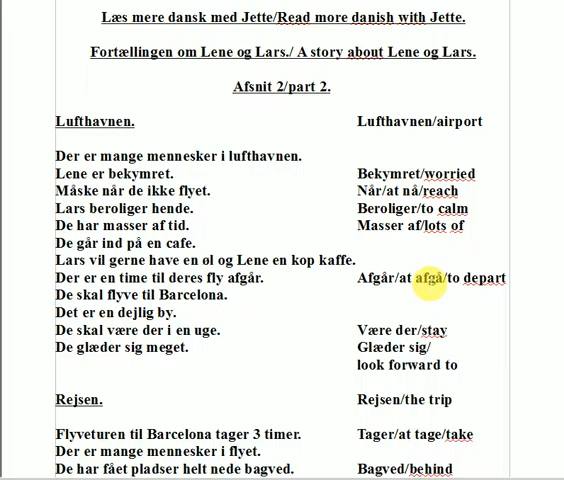 Læs mere dansk med Jette/Read more danish with Jette.
Fortællingen om Lene og Lars./ A story about Lene og Lars.
Afsnit 2/part 2.
Lufthavnen. Lufthavnen/airport
Der er mange mennesker i lufthavnen.
Lene er bekymret. Bekymret/worried
Måske når de ikke flyet. Når/at nå/reach
Lars beroliger hende. Beroliger/to calm
De har masser af tid. Masser af/lots of
De går ind på en cafe.
Lars vil gerne have en øl og Lene en kop kaffe.
Der er en time til deres fly afgår. Afgår/at afgå/to depart
De skal flyve til Barcelona.
Det er en dejlig by.
De skal være der i en uge. Være der/stay
De glæder sig meget. Glæder sig/
look forward to
Rejsen. Rejsen/the trip
Flyveturen til Barcelona tager 3 timer. Tager/at tage/take
Der er mange mennesker i flyet.
De har fået pladser helt nede bagved. Bagved/behind